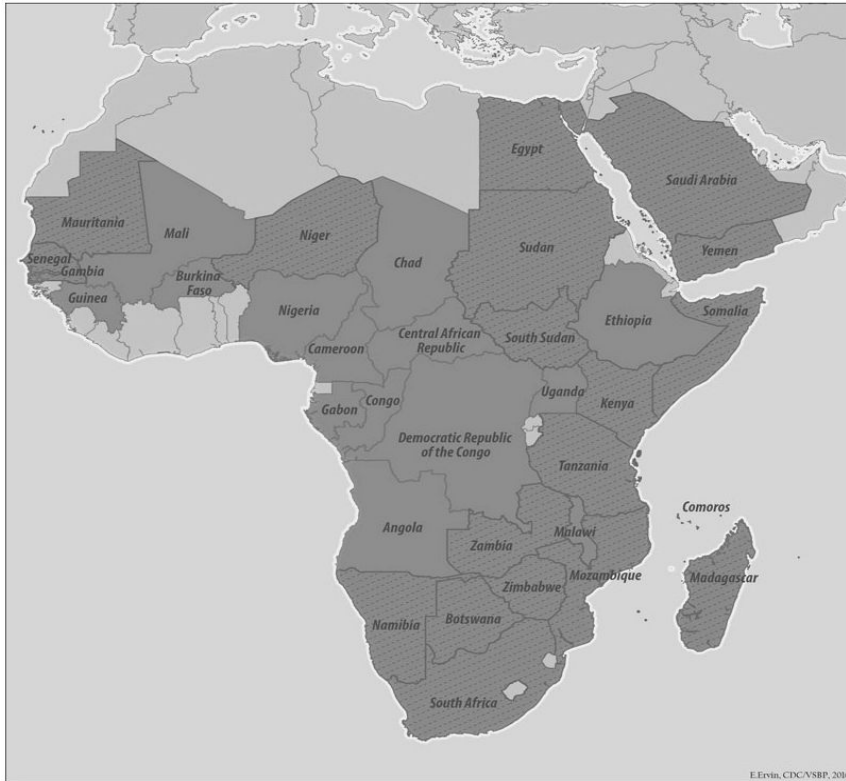 Egypt
Saudi Arabia
Mauritania
Mali
Niger
Sudan
Yemen
Chad
Senegal
Gambia
Burkina
Faso
Guinea
Nigeria
Ethiopia
Somalia
Central African
Republic
South Sudan
Cameroon
Uganda
Kenya
Gabon
Congo
Democratic Republic
of the Congo
Tanzania
Comoros
Angola
Malawi
Zambia
Mozambique
Madagascar
Zimbabwe
Namibia
Botswana
South Africa
E.Ervin, CDC/VSBP,